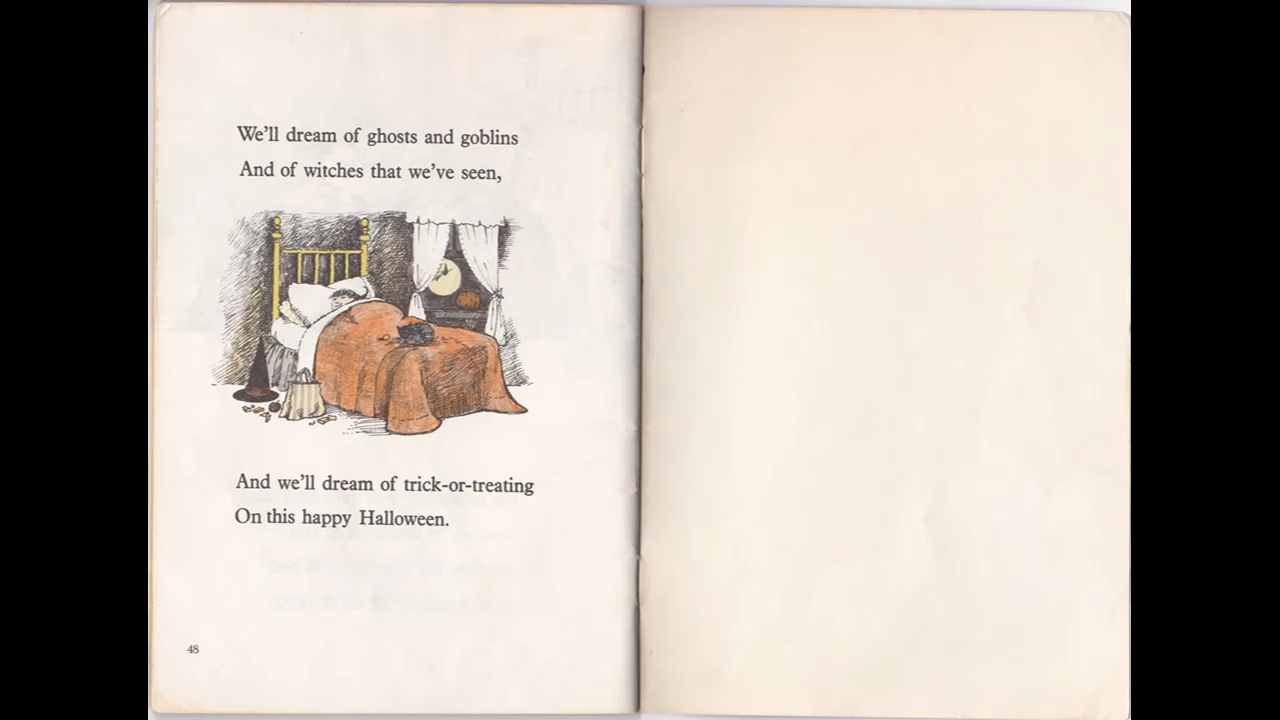 We'll dream of ghosts and goblins
And of witches that we've seen,
And we'll dream of trick-or-treating
On this happy Halloween.
48